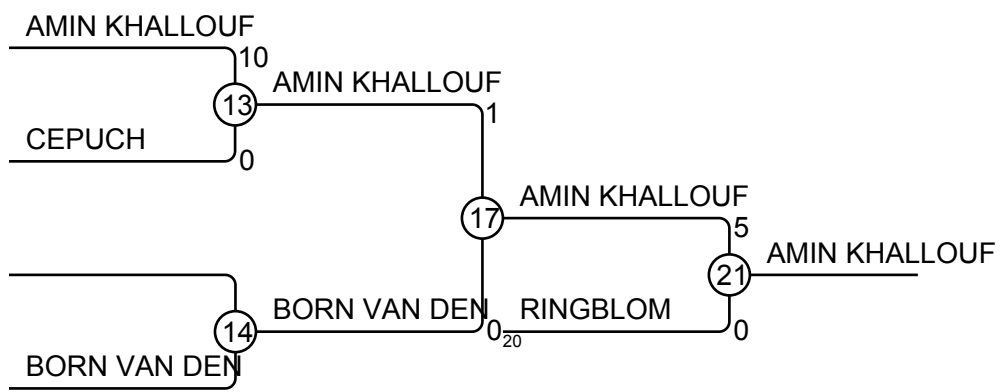 AMIN KHALLOUF
10
13
AMIN KHALLOUF
1
CEPUCH
0
17
AMIN KHALLOUF
5
21
AMIN KHALLOUF
14
BORN VAN DEN
0
20
RINGBLOM
0
BORN VAN DEN